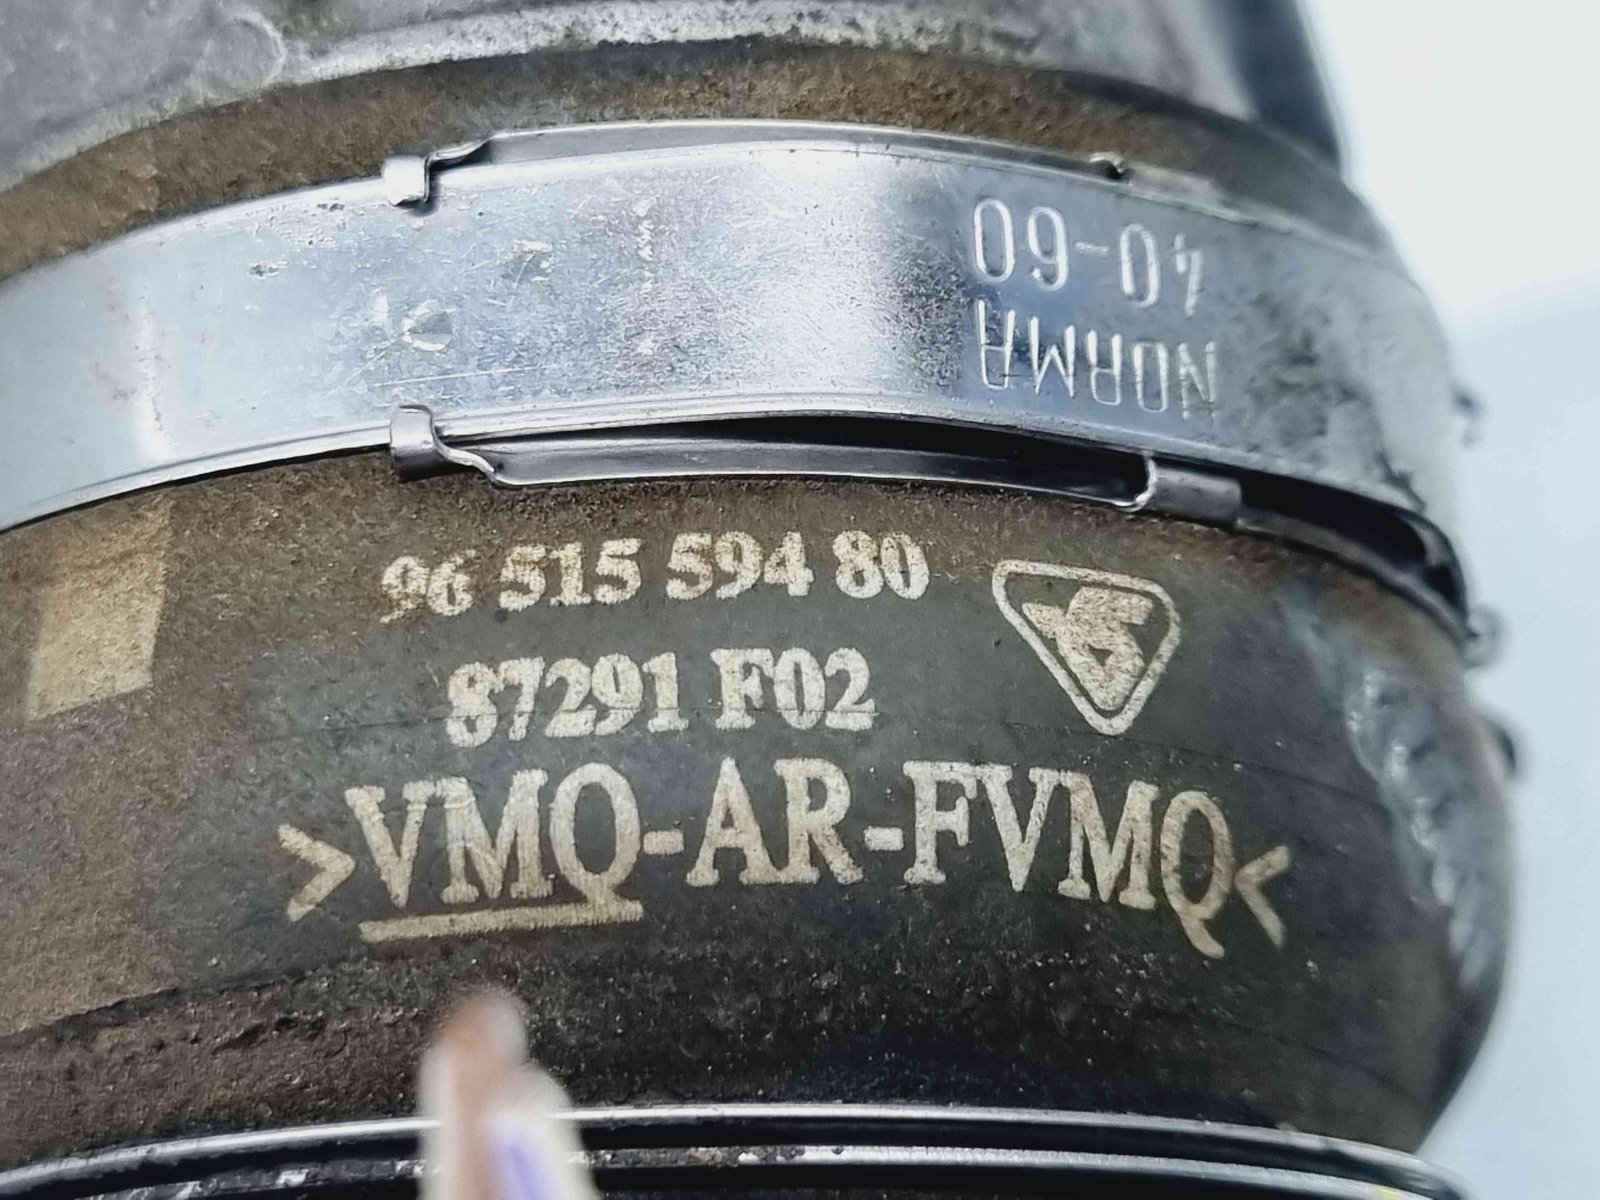 NORMA
40-60
96 515 594 80
87291 F02
>VMQ-AR-FVMQ<